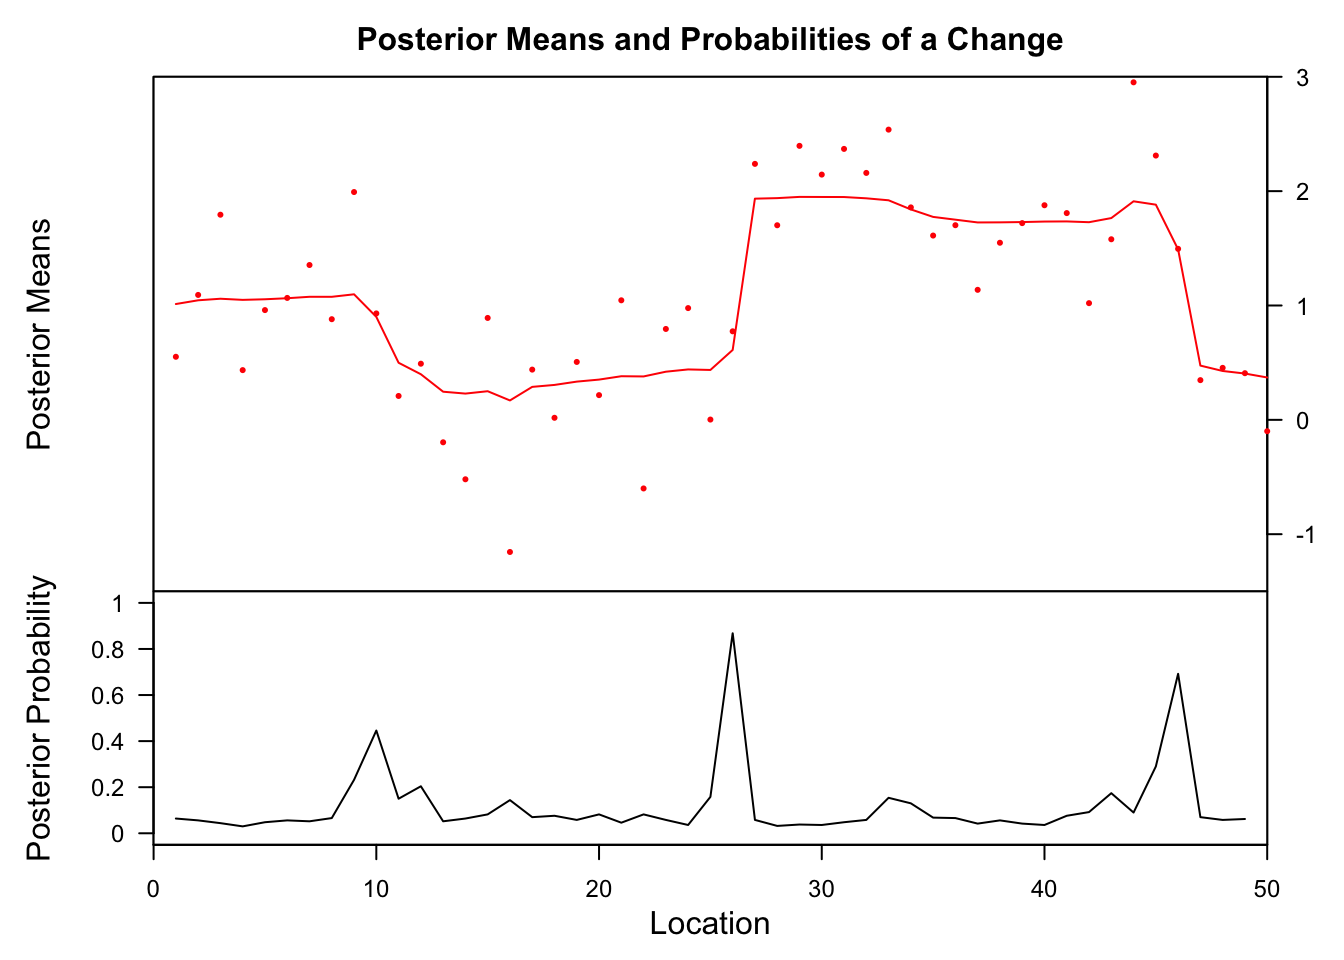 Posterior Means and Probabilities of a Change
Posterior Means
3
2
1
0
-1
Posterior Probability
1
0.8
0.6
0.4
0.2
0
0 10 20 30 40 50
Location